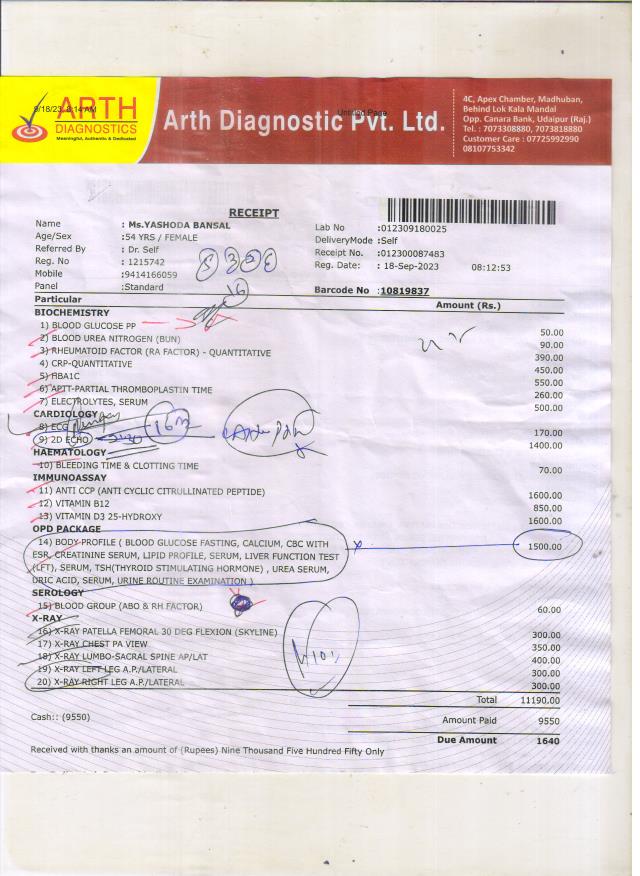 9/18/23, 8:14 AM
Untitled Page
ARTH
DIAGNOSTICS
Meaningful, Authentic & Dedicated
Arth Diagnostic Pvt. Ltd.
4C, Apex Chamber, Madhuban,
Behind Lok Kala Mandal
Opp. Canara Bank, Udaipur (Raj.)
Tel. : 7073308880, 7073818880
Customer Care : 07725992990
08107753342
RECEIPT
Name : Ms.YASHODA BANSAL
Age/Sex :54 YRS / FEMALE
Referred By : Dr. Self
Reg. No : 1215742
Mobile :9414166059
Panel :Standard
Lab No :012309180025
DeliveryMode :Self
Receipt No. :012300087483
Reg. Date: : 18-Sep-2023 08:12:53
Barcode No :10819837
Particular Amount (Rs.)
BIOCHEMISTRY
1) BLOOD GLUCOSE PP 50.00
2) BLOOD UREA NITROGEN (BUN) 90.00
3) RHEUMATOID FACTOR (RA FACTOR) - QUANTITATIVE 390.00
4) CRP-QUANTITATIVE 450.00
5) HBA1C 550.00
6) APTT-PARTIAL THROMBOPLASTIN TIME 260.00
7) ELECTROLYTES, SERUM 500.00
CARDIOLOGY
8) ECG 170.00
9) 2D ECHO 1400.00
HAEMATOLOGY
10) BLEEDING TIME & CLOTTING TIME 70.00
IMMUNOASSAY
11) ANTI CCP (ANTI CYCLIC CITRULLINATED PEPTIDE) 1600.00
12) VITAMIN B12 850.00
13) VITAMIN D3 25-HYDROXY 1600.00
OPD PACKAGE
14) BODY PROFILE ( BLOOD GLUCOSE FASTING, CALCIUM, CBC WITH 1500.00
ESR, CREATININE SERUM, LIPID PROFILE, SERUM, LIVER FUNCTION TEST
(LFT), SERUM, TSH(THYROID STIMULATING HORMONE) , UREA SERUM,
URIC ACID, SERUM, URINE ROUTINE EXAMINATION )
SEROLOGY
15) BLOOD GROUP (ABO & RH FACTOR) 60.00
X-RAY
16) X-RAY PATELLA FEMORAL 30 DEG FLEXION (SKYLINE) 300.00
17) X-RAY CHEST PA VIEW 350.00
18) X-RAY LUMBO-SACRAL SPINE AP/LAT 400.00
19) X-RAY LEFT LEG A.P./LATERAL 300.00
20) X-RAY RIGHT LEG A.P./LATERAL 300.00
Total 11190.00
Cash:: (9550) Amount Paid 9550
Due Amount 1640
Received with thanks an amount of (Rupees) Nine Thousand Five Hundred Fifty Only